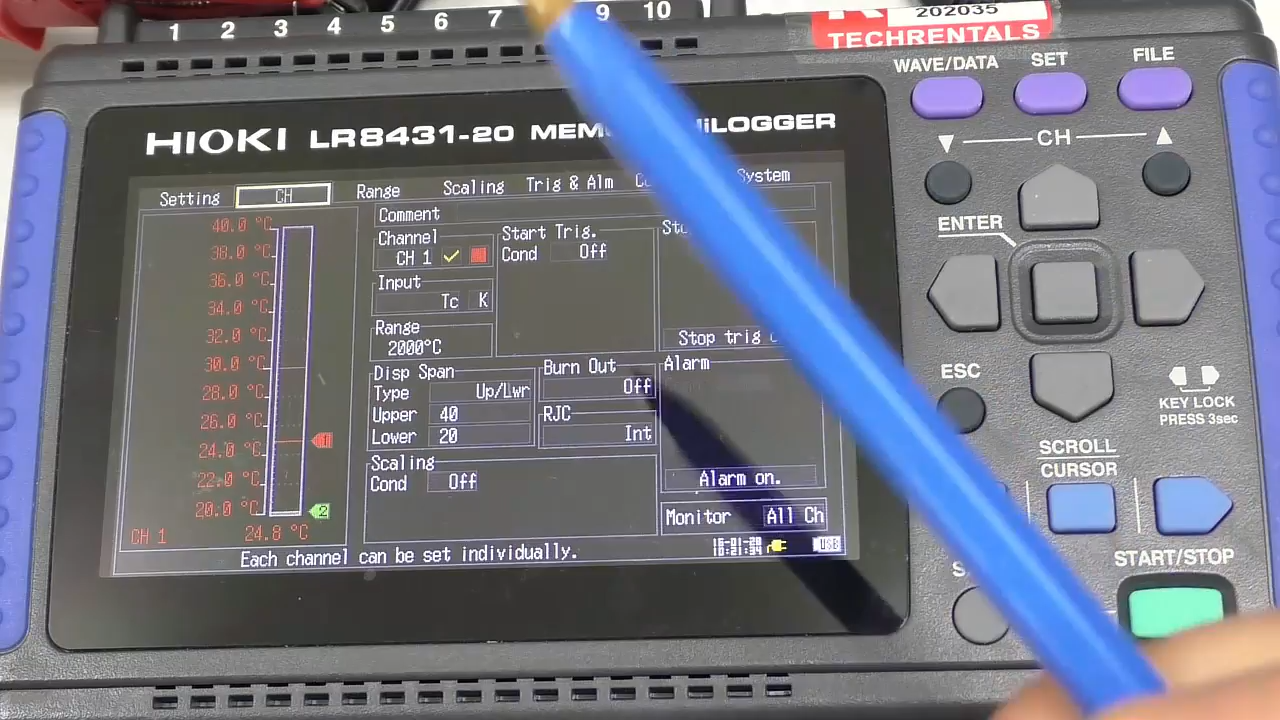 1 2 3 4 5 6 7 9 10
202035
TECHRENTALS
WAVE/DATA SET FILE
HIOKI LR8431-20
CH
Setting CH Range Scaling Trig & Alm System
Comment
Channel
CH 1
Input
Tc K
Range
2000°C
Start Trig.
Cond Off
Stop trig
Disp Span
Type Up/Lwr
Upper 40
Lower 20
Burn Out
Off
RJC
Int
Scaling
Cond Off
Alarm
Alarm on.
Monitor All Ch
40.0 °C
38.0 °C
36.0 °C
34.0 °C
32.0 °C
30.0 °C
28.0 °C
26.0 °C
24.0 °C
22.0 °C
20.0 °C
1
2
CH 1 24.8 °C
Each channel can be set individually.
USB
ENTER
ESC
KEY LOCK
PRESS 3sec
SCROLL
CURSOR
START/STOP